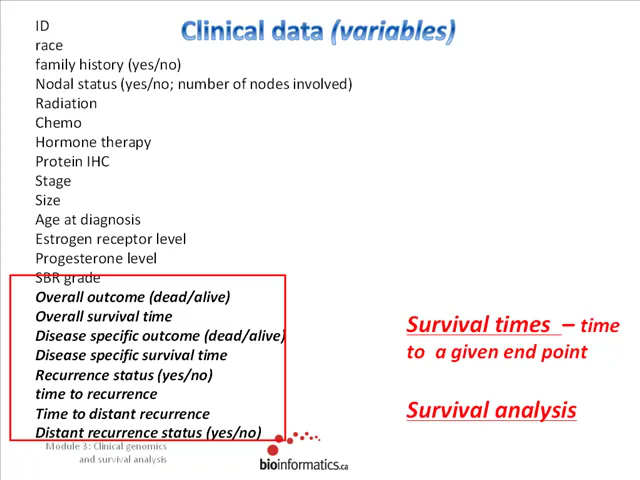 Clinical data (variables)
ID
race
family history (yes/no)
Nodal status (yes/no; number of nodes involved)
Radiation
Chemo
Hormone therapy
Protein IHC
Stage
Size
Age at diagnosis
Estrogen receptor level
Progesterone level
SBR grade
Overall outcome (dead/alive)
Overall survival time
Disease specific outcome (dead/alive)
Disease specific survival time
Recurrence status (yes/no)
time to recurrence
Time to distant recurrence
Distant recurrence status (yes/no)
Survival times – time
to a given end point
Survival analysis
Module 3: Clinical genomics
and survival analysis
bioinformatics.ca